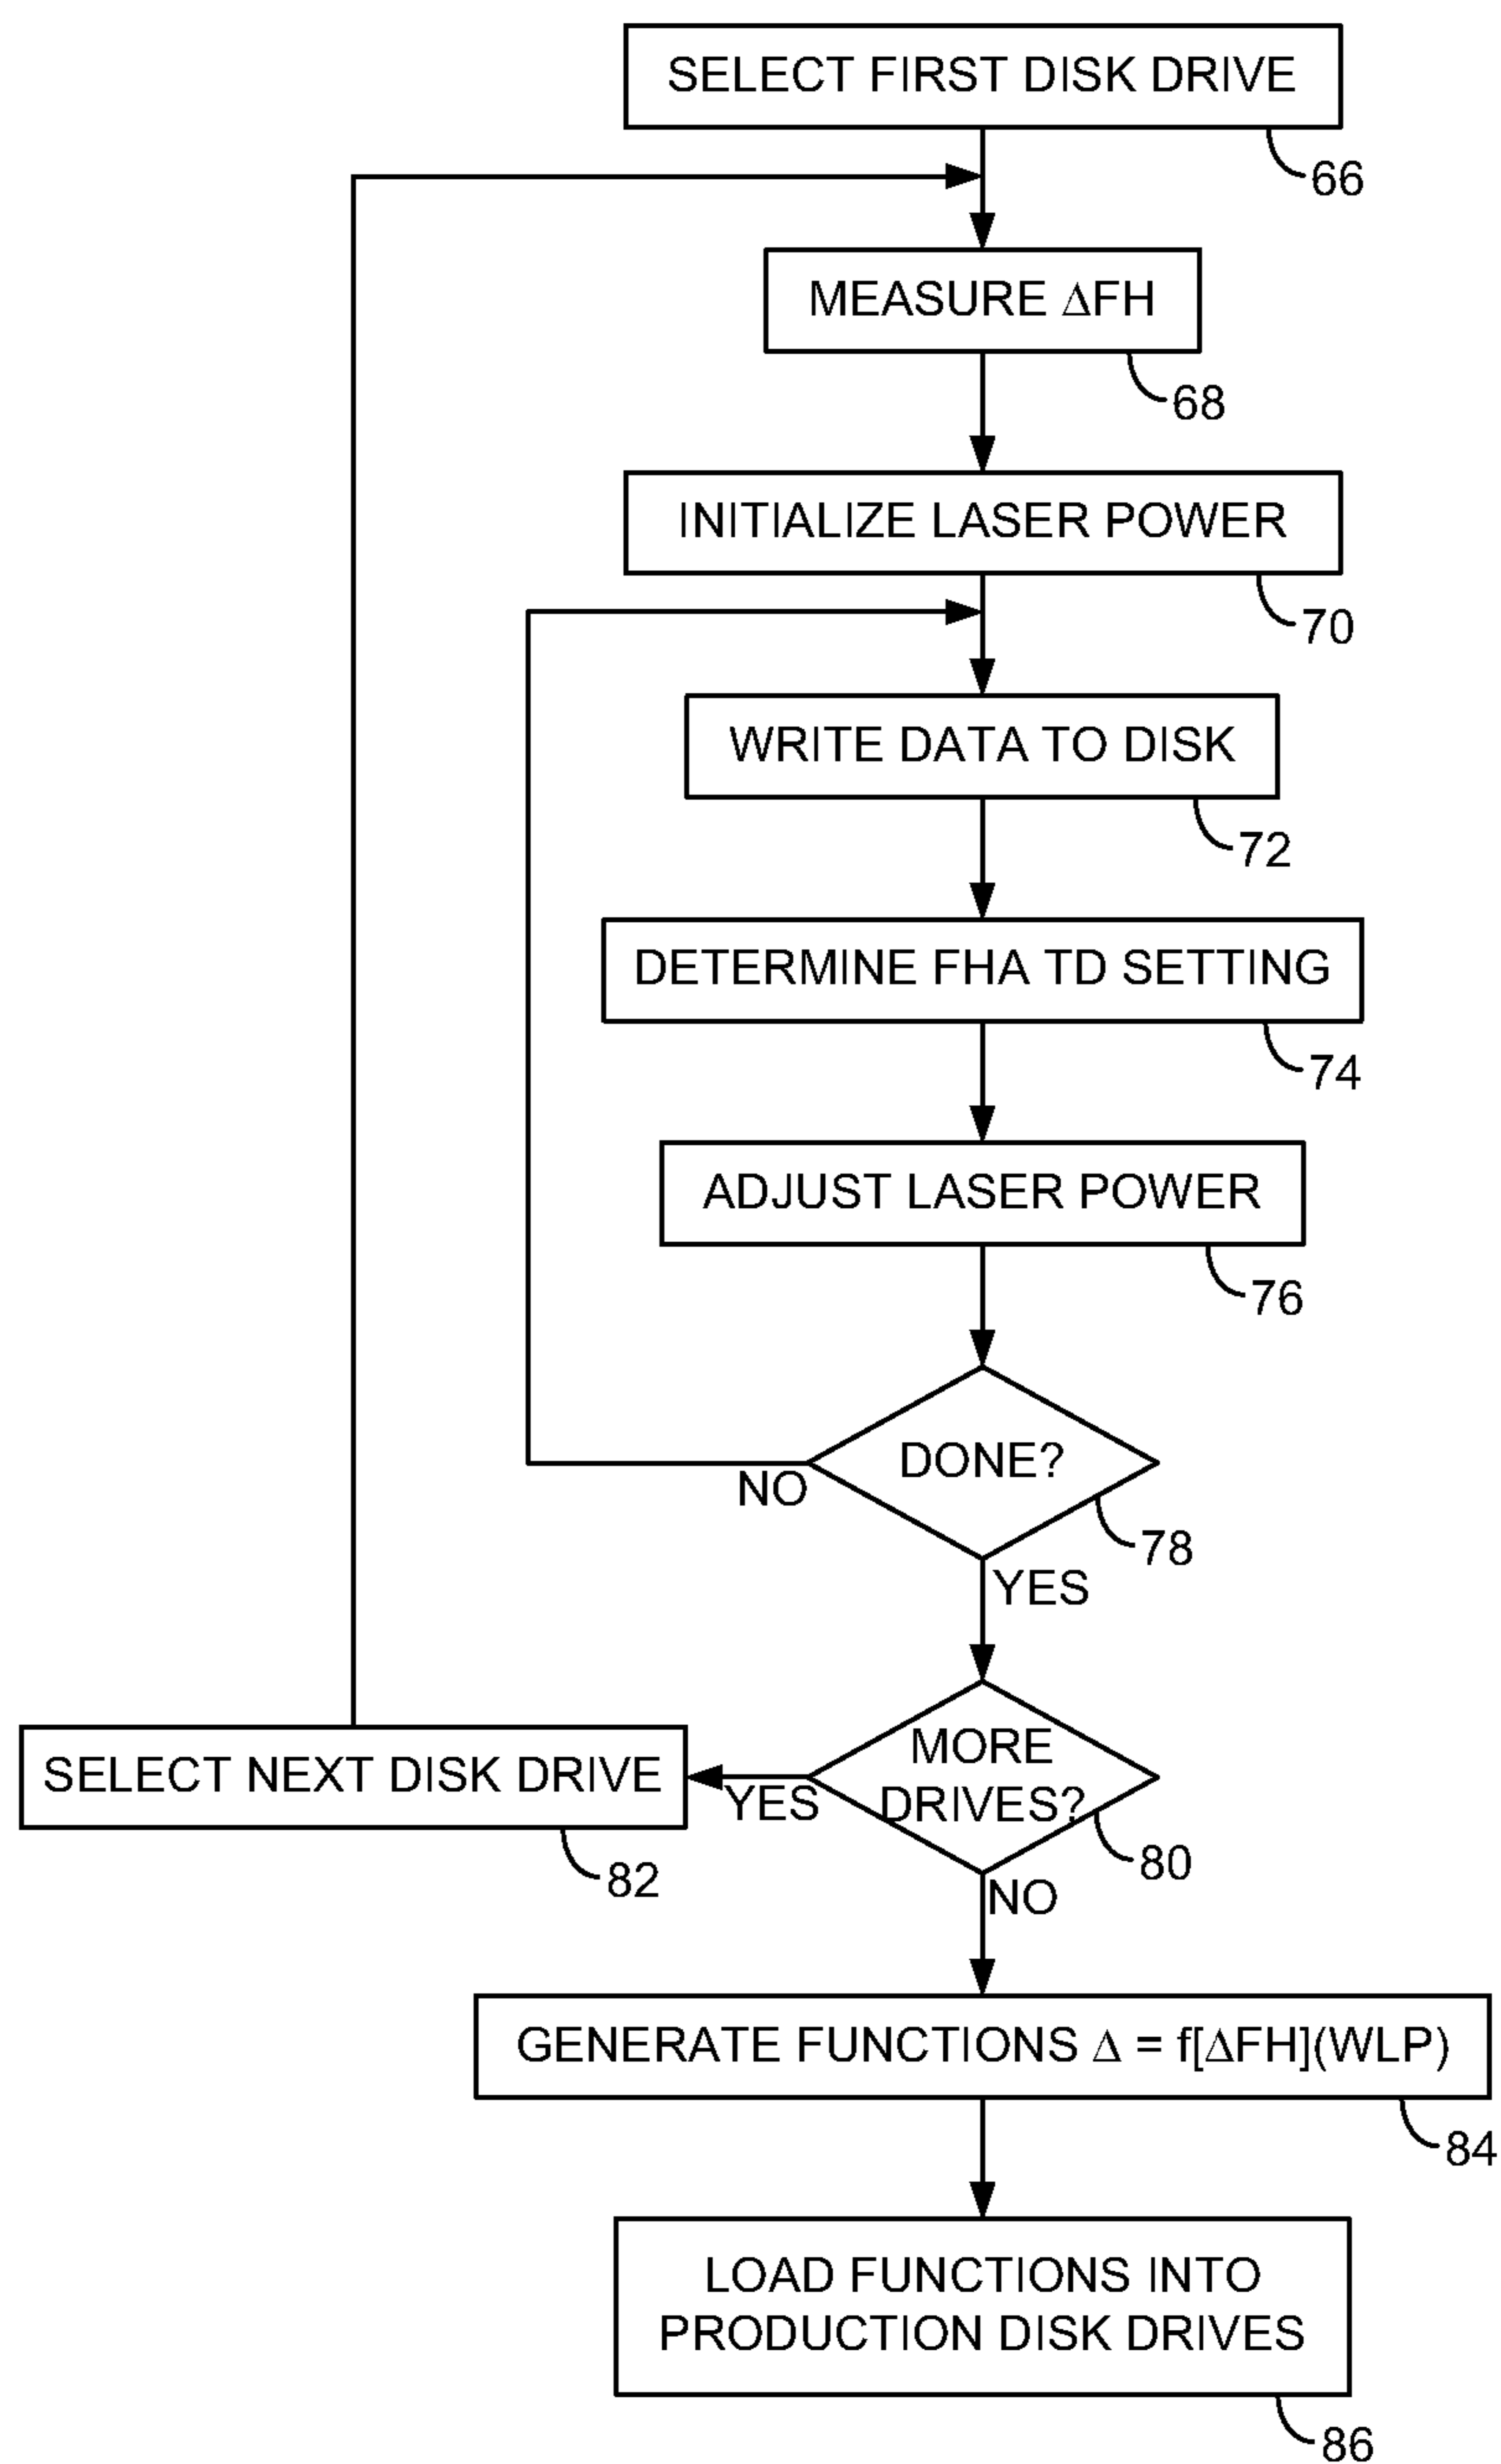 SELECT FIRST DISK DRIVE
66
MEASURE ΔFH
68
INITIALIZE LASER POWER
70
WRITE DATA TO DISK
72
DETERMINE FHA TD SETTING
74
ADJUST LASER POWER
76
DONE?
NO
78
YES
MORE
DRIVES?
YES
80
SELECT NEXT DISK DRIVE
82
NO
GENERATE FUNCTIONS Δ = f[ΔFH](WLP)
84
LOAD FUNCTIONS INTO
PRODUCTION DISK DRIVES
86